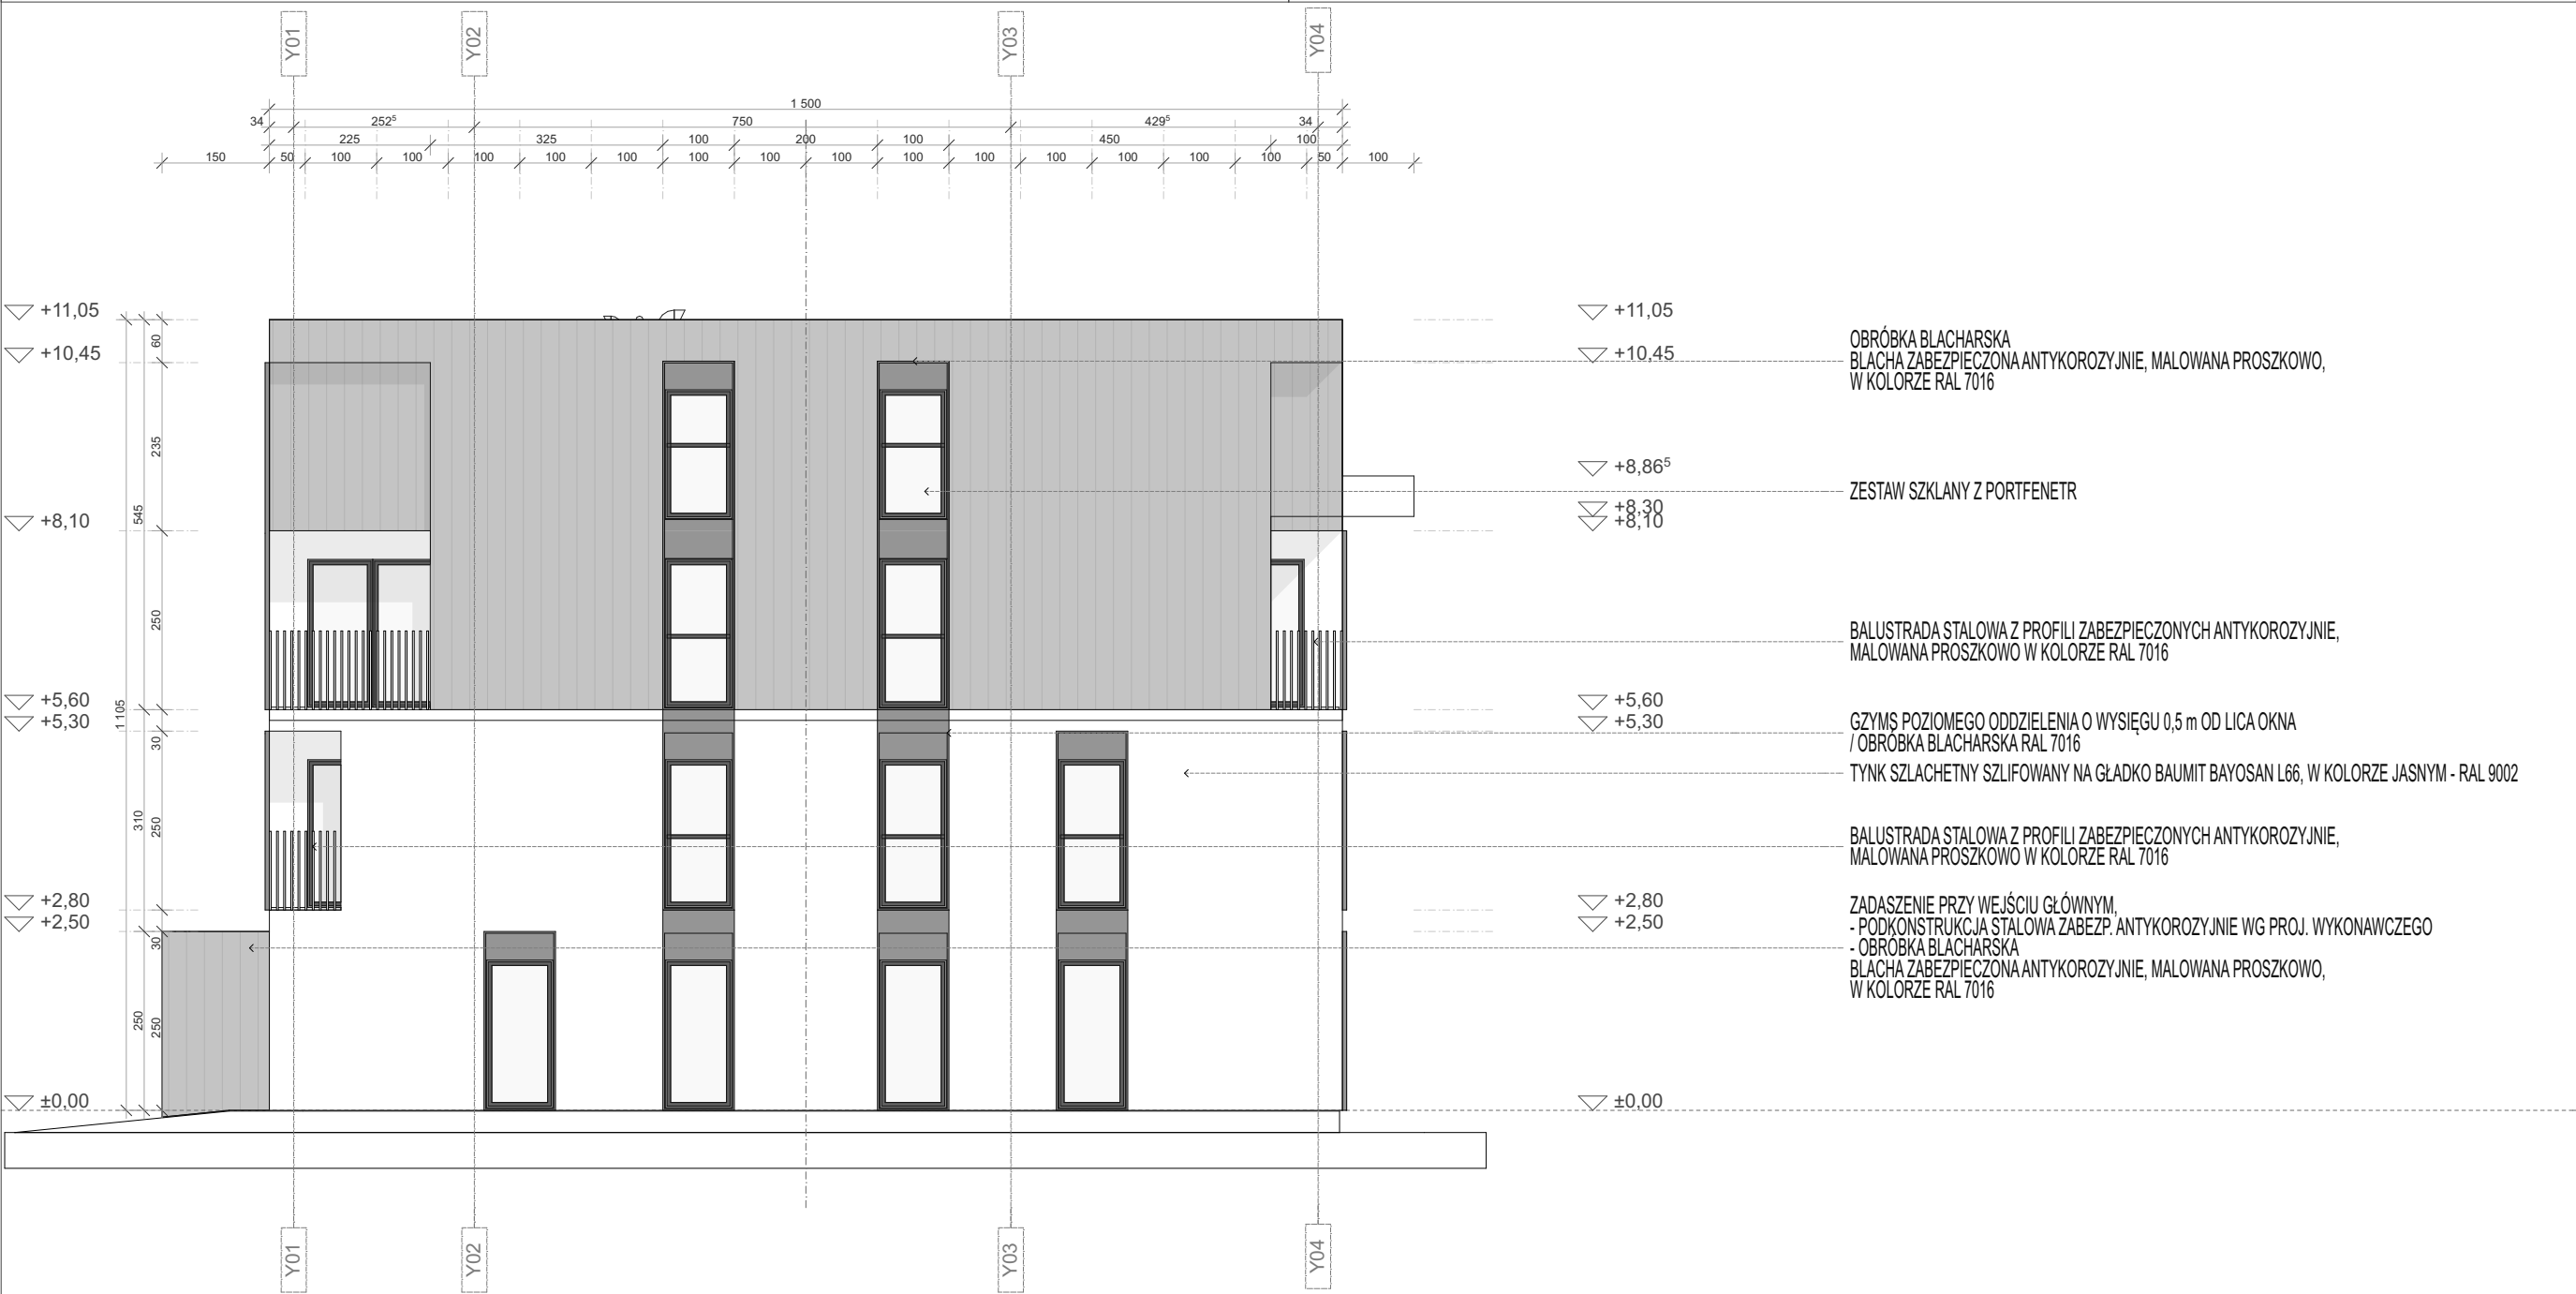 Y01 Y02 Y03 Y04
1 500
34 252⁵ 750 429⁵ 34
225 325 100 200 100 450 100
150 50 100 100 100 100 100 100 100 100 100 100 100 100 100 100 50 100
+11,05
+10,45
+8,10
+5,60
+5,30
+2,80
+2,50
±0,00
60
235
545
250
1 105
30
310
250
30
250
250
+11,05
+10,45
+8,86⁵
+8,30
+8,10
+5,60
+5,30
+2,80
+2,50
±0,00
OBRÓBKA BLACHARSKA
BLACHA ZABEZPIECZONA ANTYKOROZYJNIE, MALOWANA PROSZKOWO,
W KOLORZE RAL 7016
ZESTAW SZKLANY Z PORTFENETR
BALUSTRADA STALOWA Z PROFILI ZABEZPIECZONYCH ANTYKOROZYJNIE,
MALOWANA PROSZKOWO W KOLORZE RAL 7016
GZYMS POZIOMEGO ODDZIELENIA O WYSIĘGU 0,5 m OD LICA OKNA
/ OBRÓBKA BLACHARSKA RAL 7016
TYNK SZLACHETNY SZLIFOWANY NA GŁADKO BAUMIT BAYOSAN L66, W KOLORZE JASNYM - RAL 9002
BALUSTRADA STALOWA Z PROFILI ZABEZPIECZONYCH ANTYKOROZYJNIE,
MALOWANA PROSZKOWO W KOLORZE RAL 7016
ZADASZENIE PRZY WEJŚCIU GŁÓWNYM,
- PODKONSTRUKCJA STALOWA ZABEZP. ANTYKOROZYJNIE WG PROJ. WYKONAWCZEGO
- OBRÓBKA BLACHARSKA
BLACHA ZABEZPIECZONA ANTYKOROZYJNIE, MALOWANA PROSZKOWO,
W KOLORZE RAL 7016
Y01 Y02 Y03 Y04